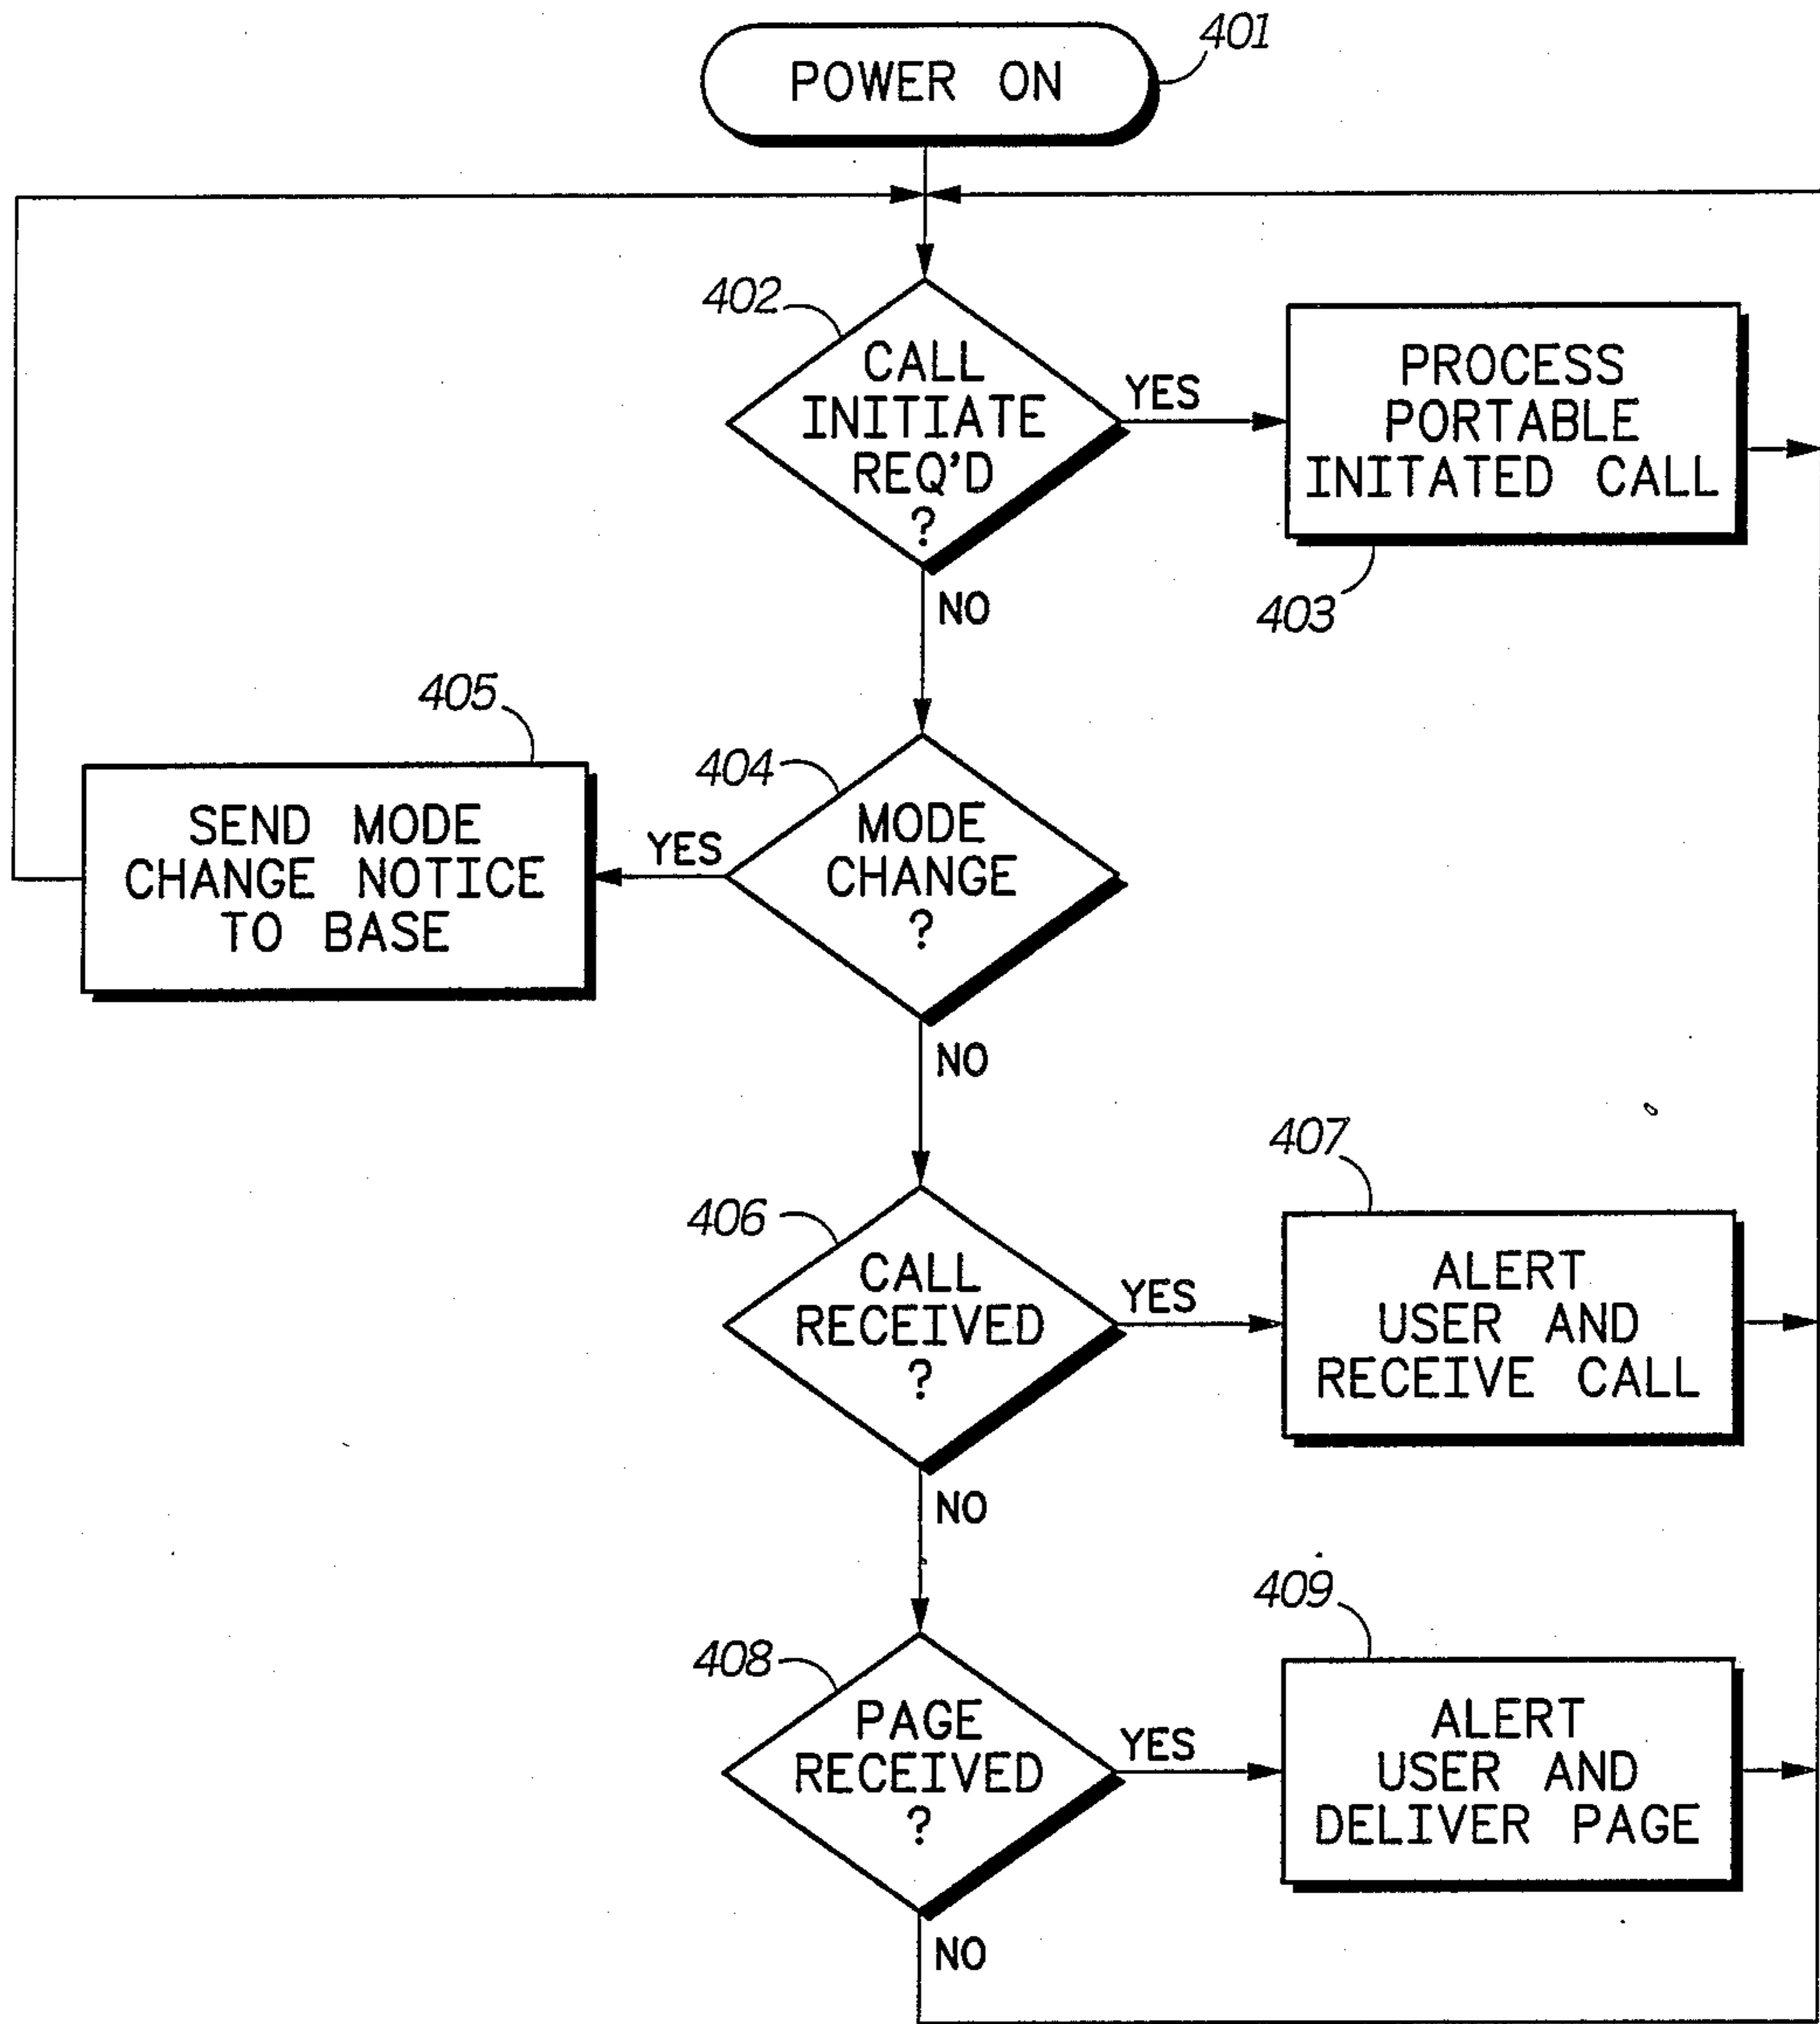 POWER ON
401
402
CALL
INITIATE
REQ'D
?
YES
PROCESS
PORTABLE
INITATED CALL
403
NO
405
SEND MODE
CHANGE NOTICE
TO BASE
YES
404
MODE
CHANGE
?
NO
406
CALL
RECEIVED
?
YES
407
ALERT
USER AND
RECEIVE CALL
NO
408
PAGE
RECEIVED
?
YES
409
ALERT
USER AND
DELIVER PAGE
NO